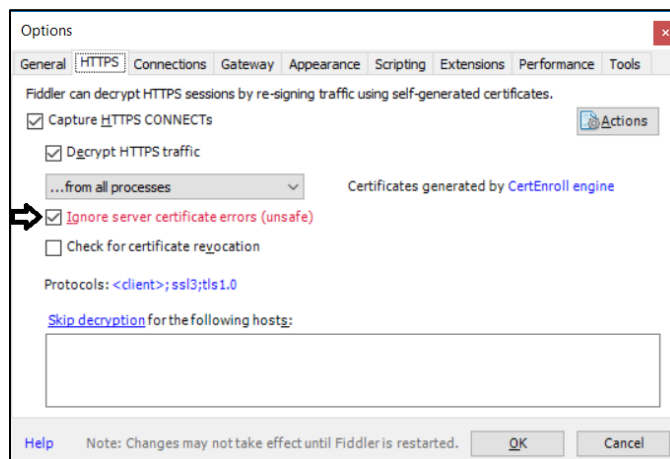 Options
General HTTPS Connections Gateway Appearance Scripting Extensions Performance Tools
Fiddler can decrypt HTTPS sessions by re-signing traffic using self-generated certificates.
Capture HTTPS CONNECTs
Actions
Decrypt HTTPS traffic
...from all processes
Certificates generated by CertEnroll engine
Ignore server certificate errors (unsafe)
Check for certificate revocation
Protocols: <client>;ssl3;tls1.0
Skip decryption for the following hosts:
Help Note: Changes may not take effect until Fiddler is restarted. OK Cancel